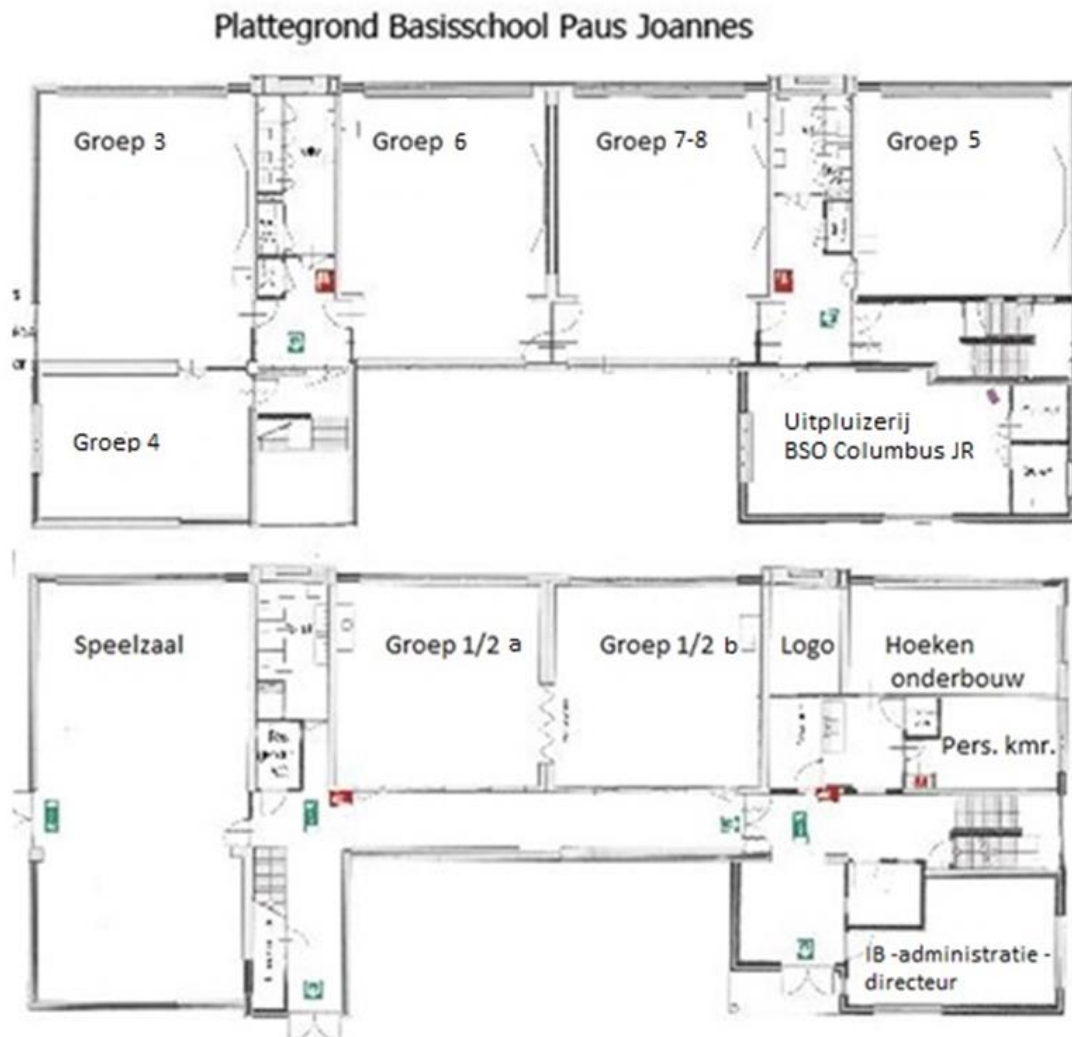 Plattegrond Basisschool Paus Joannes
Groep 3
Groep 6
Groep 7-8
Groep 5
Groep 4
Uitpluizerij
BSO Columbus JR
Speelzaal
Groep 1/2 a
Groep 1/2 b
Logo
Hoeken
onderbouw
Pers. kmr.
IB -administratie -
directeur